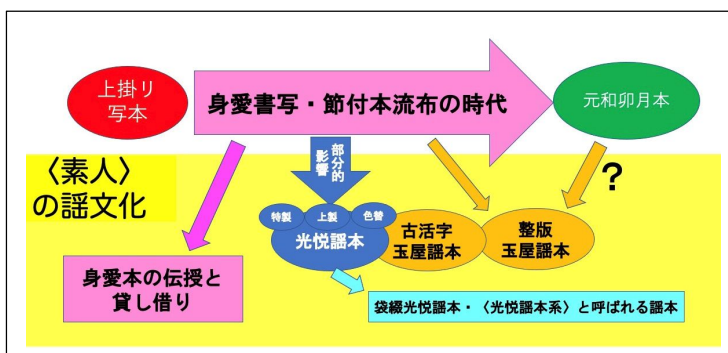 上掛リ
写本
身愛書写・節付本流布の時代
元和卯月本
〈素人〉
の謡文化
部分的
影響
?
特製
上製
色替
光悦謡本
古活字
玉屋謡本
整版
玉屋謡本
身愛本の伝授と
貸し借り
袋綴光悦謡本・〈光悦謡本系〉と呼ばれる謡本